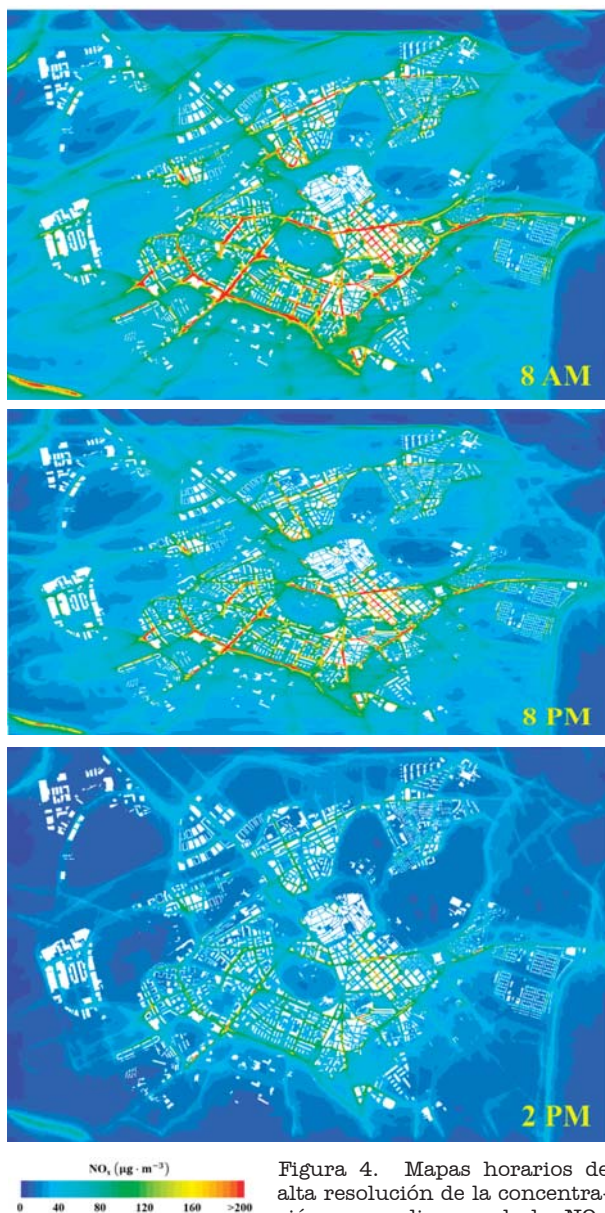 8 AM
8 PM
2 PM
NOₓ (µg · m⁻³)
0 40 80 120 160 >200
Figura 4. Mapas horarios de
alta resolución de la concentra-